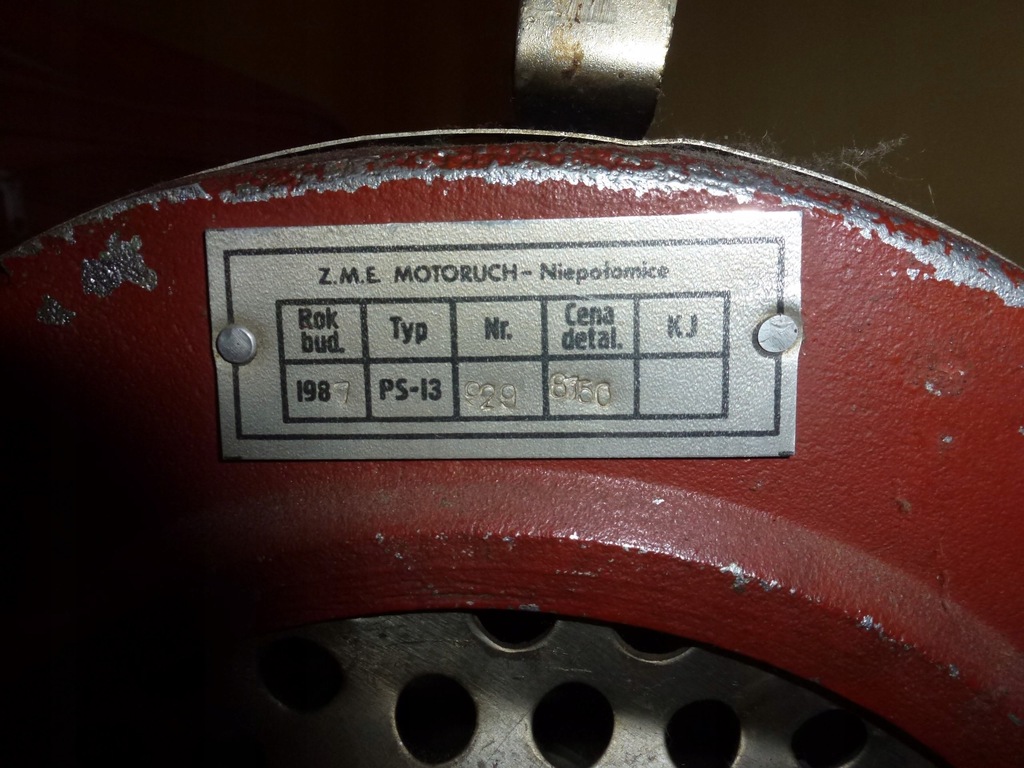 Z.M.E. MOTORUCH - Niepołomice
Rok bud. Typ Nr. Cena detal. KJ
1987 PS-13 929 8750